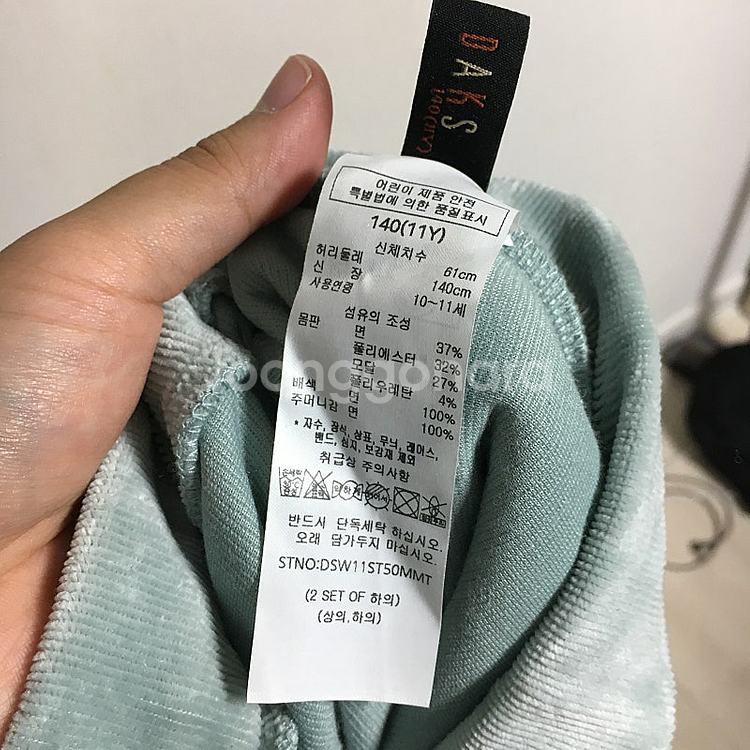 DAKS
140(11Y)
어린이 제품 안전
특별법에 의한 품질표시
140(11Y)
신체치수
허리둘레 61cm
신 장 140cm
사용연령 10~11세
섬유의 조성
몸판 면 37%
폴리에스터 32%
모달 27%
폴리우레탄 4%
배색 면 100%
주머니감 면 100%
* 자수, 장식, 상표, 무늬, 레이스,
밴드, 심지, 보강재 제외
취급상 주의사항
손세탁
반드시 단독세탁 하십시오.
오래 담가두지 마십시오.
STNO:DSW11ST50MMT
(2 SET OF 하의)
(상의,하의)
joonggonara